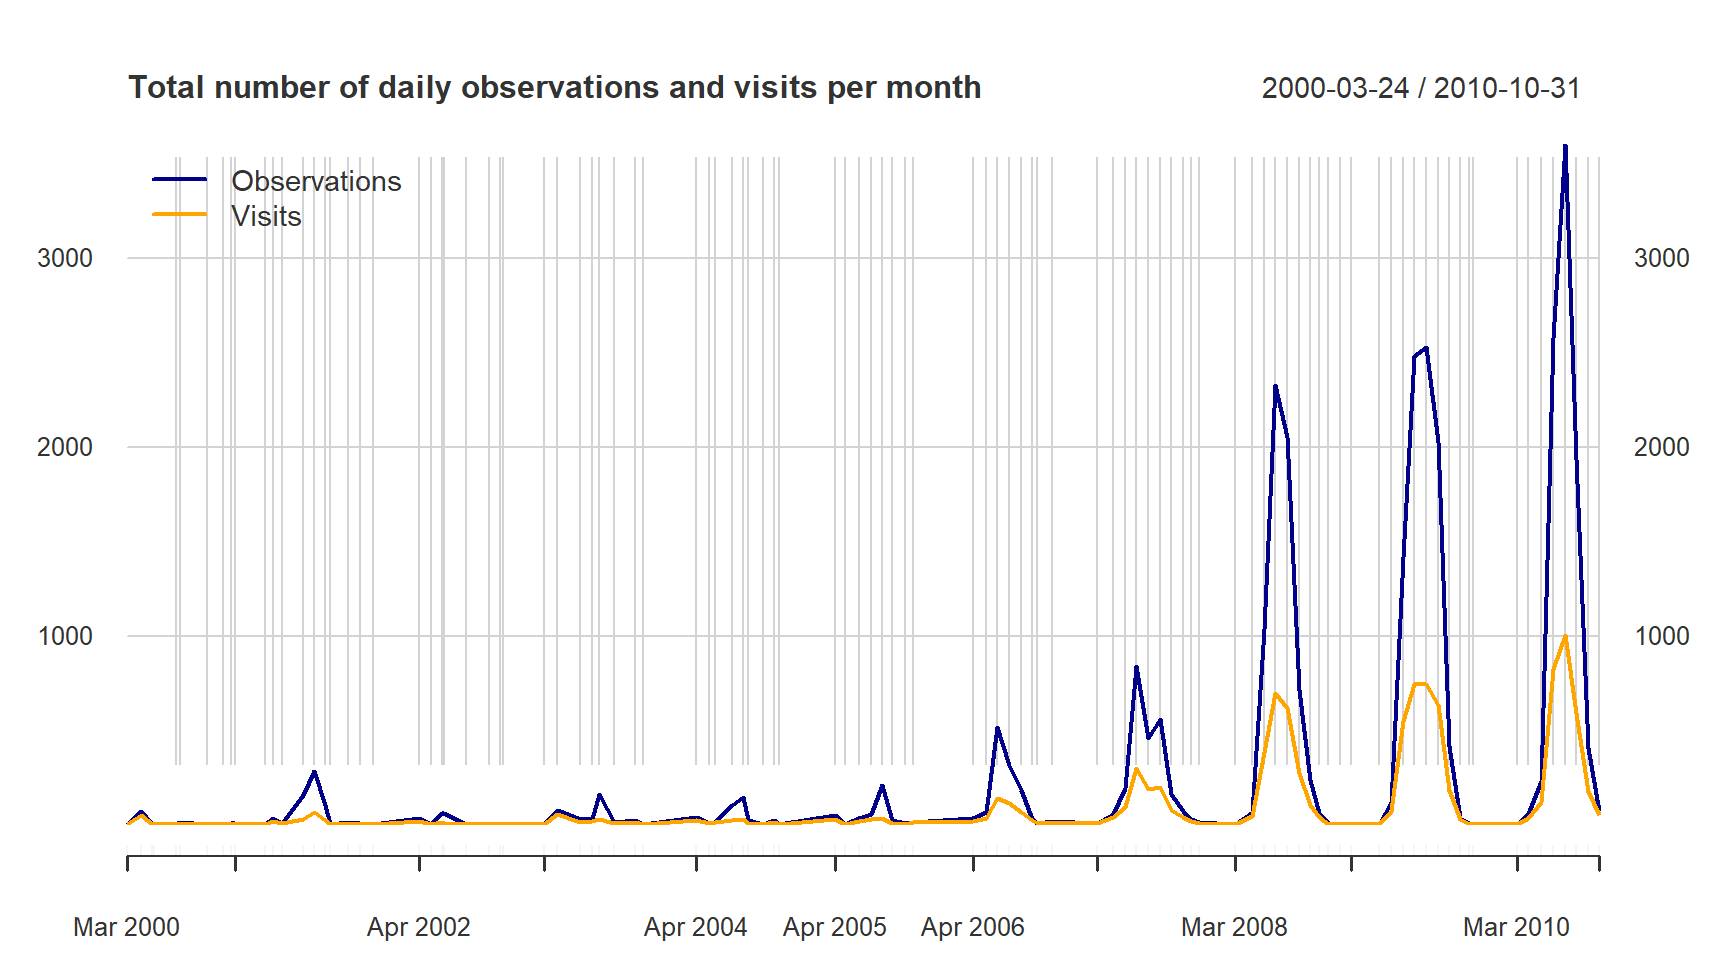 Total number of daily observations and visits per month 2000-03-24 / 2010-10-31
Observations
Visits
3000 3000
2000 2000
1000 1000
Mar 2000 Apr 2002 Apr 2004 Apr 2005 Apr 2006 Mar 2008 Mar 2010